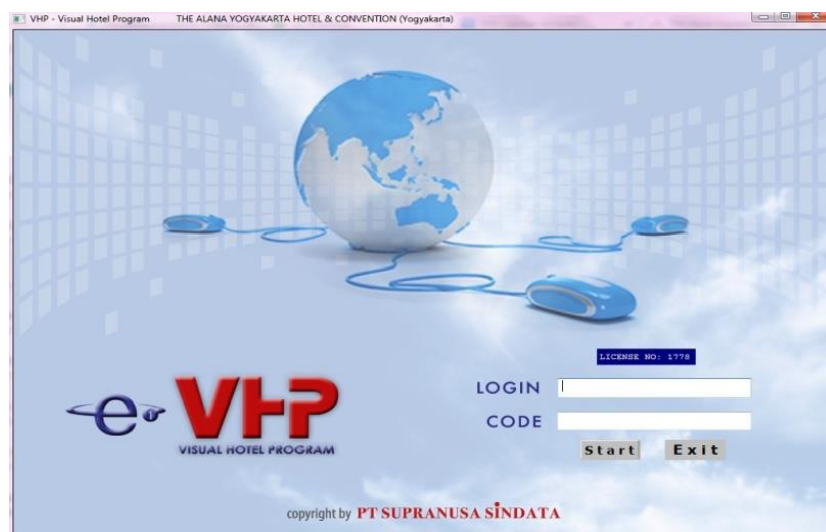 VHP - Visual Hotel Program THE ALANA YOGYAKARTA HOTEL & CONVENTION (Yogyakarta)
LICENSE NO: 1778
LOGIN
CODE
Start Exit
e1 VHP
VISUAL HOTEL PROGRAM
copyright by PT SUPRANUSA SINDATA